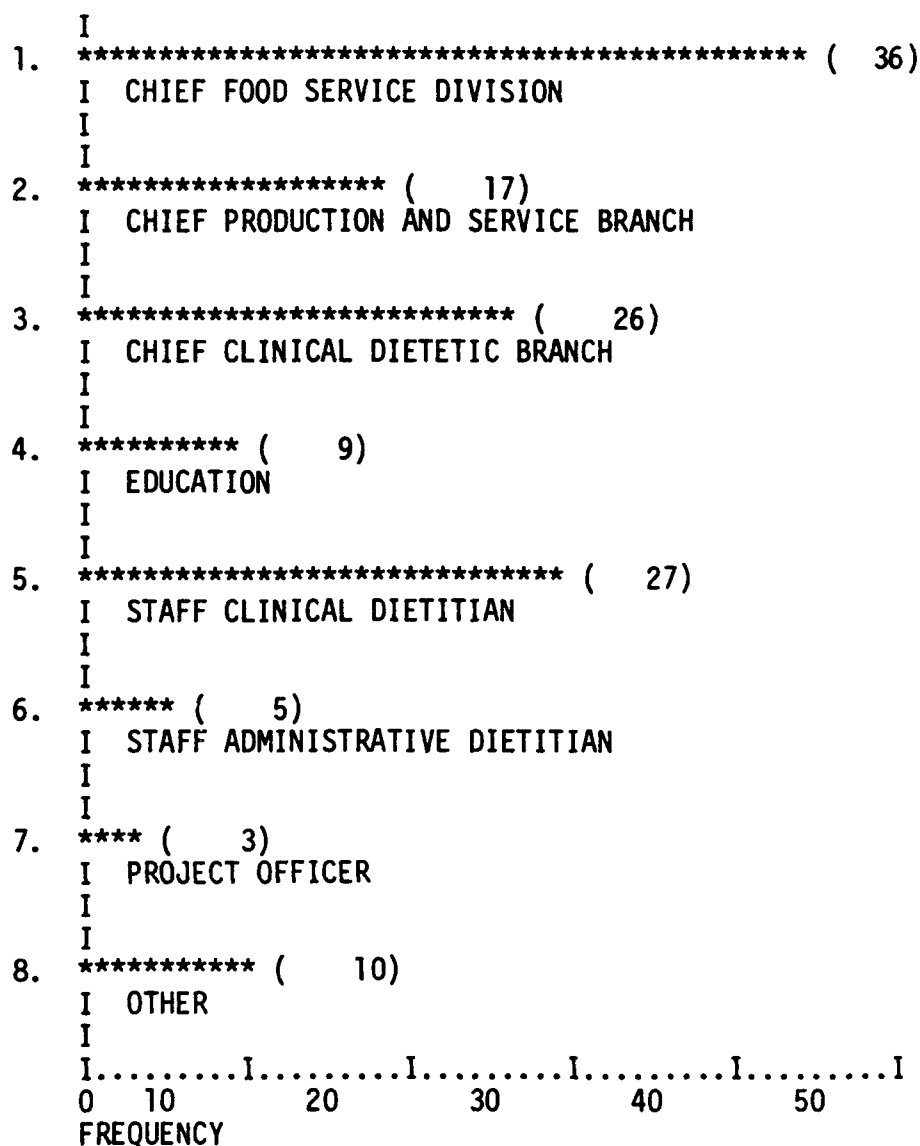 I
1. ********************************************* ( 36)
I CHIEF FOOD SERVICE DIVISION
I
I
2. ******************* ( 17)
I CHIEF PRODUCTION AND SERVICE BRANCH
I
I
3. *************************** ( 26)
I CHIEF CLINICAL DIETETIC BRANCH
I
I
4. ********** ( 9)
I EDUCATION
I
I
5. ****************************** ( 27)
I STAFF CLINICAL DIETITIAN
I
I
6. ****** ( 5)
I STAFF ADMINISTRATIVE DIETITIAN
I
I
7. **** ( 3)
I PROJECT OFFICER
I
I
8. *********** ( 10)
I OTHER
I
I.........I.........I.........I.........I.........I
0 10 20 30 40 50
FREQUENCY